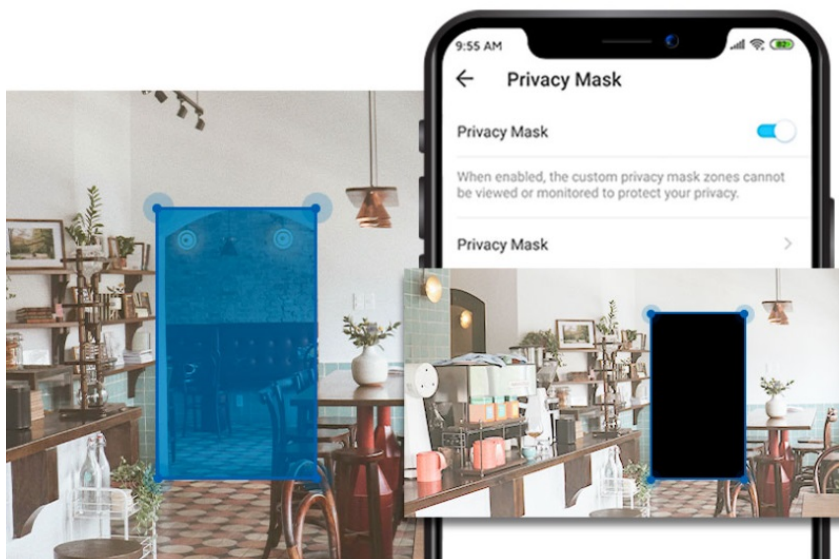 9:55 AM
82
Privacy Mask
Privacy Mask
When enabled, the custom privacy mask zones cannot
be viewed or monitored to protect your privacy.
Privacy Mask